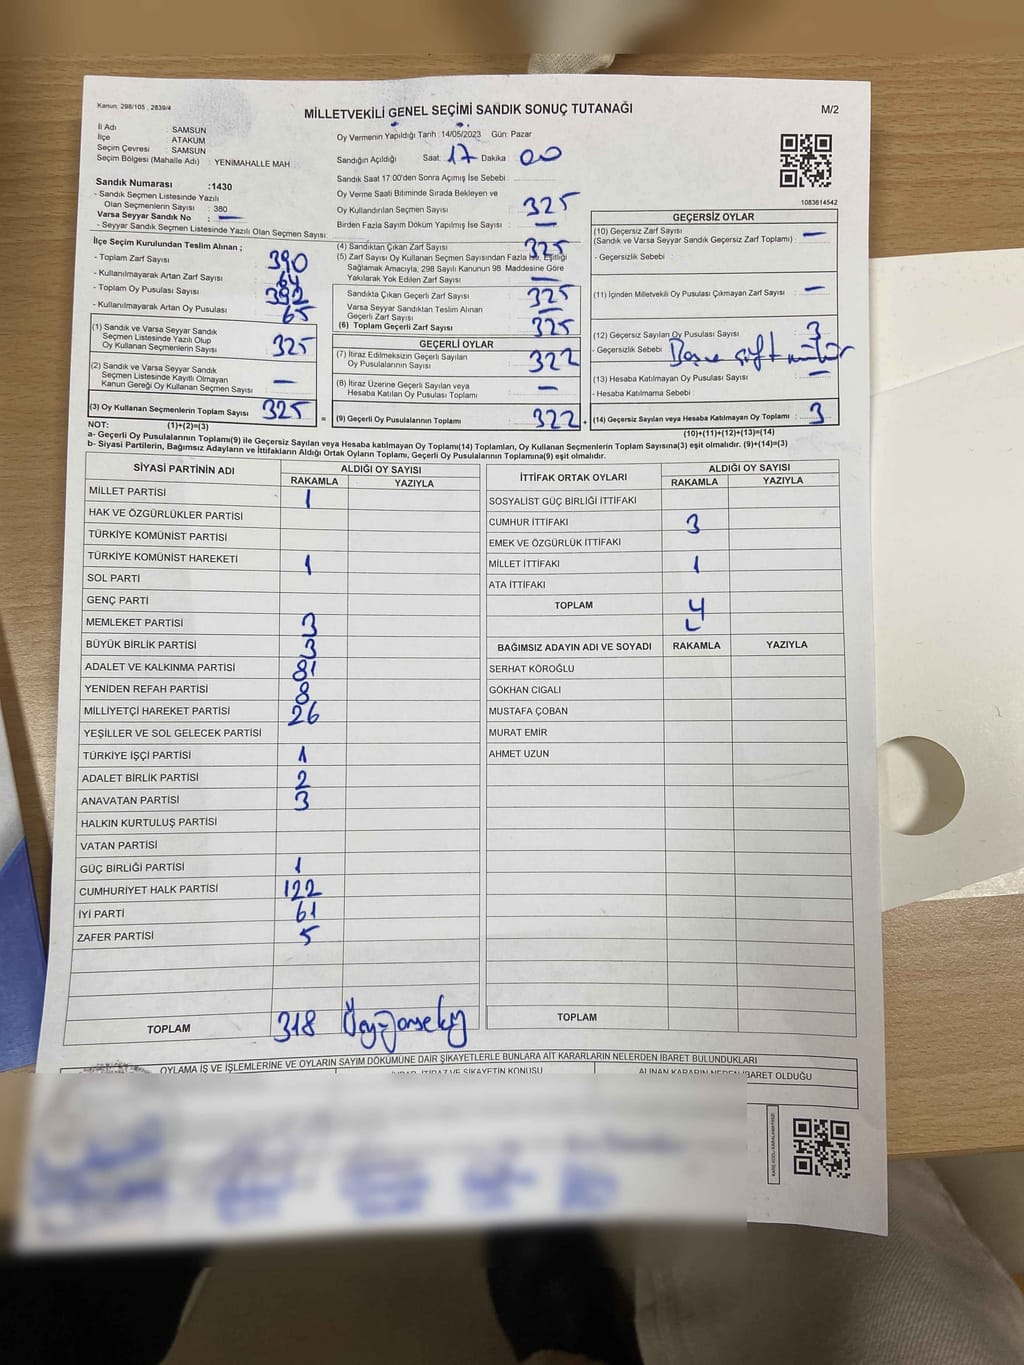 Kanun: 298/105 , 2839/4
MİLLETVEKİLİ GENEL SEÇİMİ SANDIK SONUÇ TUTANAĞI
M/2
İl Adı : SAMSUN
İlçe : ATAKUM
Seçim Çevresi : SAMSUN
Seçim Bölgesi (Mahalle Adı) : YENİMAHALLE MAH
Sandık Numarası :1430
- Sandık Seçmen Listesinde Yazılı
Olan Seçmenlerin Sayısı : 380
Varsa Seyyar Sandık No : —
- Seyyar Sandık Seçmen Listesinde Yazılı Olan Seçmen Sayısı:
İlçe Seçim Kurulundan Teslim Alınan ;
- Toplam Zarf Sayısı : 390
- Kullanılmayarak Artan Zarf Sayısı : 64
- Toplam Oy Pusulası Sayısı : 392
- Kullanılmayarak Artan Oy Pusulası : 65
(1) Sandık ve Varsa Seyyar Sandık
Seçmen Listesinde Yazılı Olup
Oy Kullanan Seçmenlerin Sayısı : 325
(2) Sandık ve Varsa Seyyar Sandık
Seçmen Listesinde Kayıtlı Olmayan
Kanun Gereği Oy Kullanan Seçmen Sayısı : —
(3) Oy Kullanan Seçmenlerin Toplam Sayısı : 325 =
Oy Vermenin Yapıldığı Tarih :14/05/2023 Gün: Pazar
Sandığın Açıldığı Saat 17 Dakika 00
Sandık Saat 17:00'den Sonra Açımış İse Sebebi :
Oy Verme Saati Bitiminde Sırada Bekleyen ve
Oy Kullandırılan Seçmen Sayısı : 325
Birden Fazla Sayım Döküm Yapılmış İse Sayısı : —
(4) Sandıktan Çıkan Zarf Sayısı : 325
(5) Zarf Sayısı Oy Kullanan Seçmen Sayısından Fazla İse, Eşitliği
Sağlamak Amacıyla, 298 Sayılı Kanunun 98. Maddesine Göre
Yakılarak Yok Edilen Zarf Sayısı : —
Sandıkta Çıkan Geçerli Zarf Sayısı : 325
Varsa Seyyar Sandıktan Teslim Alınan
Geçerli Zarf Sayısı : —
(6) Toplam Geçerli Zarf Sayısı : 325
GEÇERLİ OYLAR
(7) İtiraz Edilmeksizin Geçerli Sayılan
Oy Pusulasının Sayısı : 322
(8) İtiraz Üzerine Geçerli Sayılan veya
Hesaba Katılan Oy Pusulası Toplamı : —
(9) Geçerli Oy Pusulalarının Toplamı : 322 +
1083614542
GEÇERSİZ OYLAR
(10) Geçersiz Zarf Sayısı : —
(Sandık ve Varsa Seyyar Sandık Geçersiz Zarf Toplamı)
- Geçersizlik Sebebi :
(11) İçinden Milletvekili Oy Pusulası Çıkmayan Zarf Sayısı : —
(12) Geçersiz Sayılan Oy Pusulası Sayısı : 3
- Geçersizlik Sebebi : Boş ve çift mühür
(13) Hesaba Katılmayan Oy Pusulası Sayısı : —
- Hesaba Katılmama Sebebi :
(14) Geçersiz Sayılan veya Hesaba Katılmayan Oy Toplamı : 3
NOT: (1)+(2)=(3)
(10)+(11)+(12)+(13)=(14)
a- Geçerli Oy Pusulalarının Toplamı(9) ile Geçersiz Sayılan veya Hesaba katılmayan Oy Toplamı(14) Toplamları, Oy Kullanan Seçmenlerin Toplam Sayısına(3) eşit olmalıdır. (9)+(14)=(3)
b- Siyasi Partilerin, Bağımsız Adayların ve İttifakların Aldığı Ortak Oyların Toplamı, Geçerli Oy Pusulalarının Toplamına(9) eşit olmalıdır.
SİYASİ PARTİNİN ADI ALDIĞI OY SAYISI
RAKAMLA YAZIYLA
MİLLET PARTİSİ 1
HAK VE ÖZGÜRLÜKLER PARTİSİ
TÜRKİYE KOMÜNİST PARTİSİ
TÜRKİYE KOMÜNİST HAREKETİ 1
SOL PARTİ
GENÇ PARTİ
MEMLEKET PARTİSİ 3
BÜYÜK BİRLİK PARTİSİ 3
ADALET VE KALKINMA PARTİSİ 81
YENİDEN REFAH PARTİSİ 8
MİLLİYETÇİ HAREKET PARTİSİ 26
YEŞİLLER VE SOL GELECEK PARTİSİ
TÜRKİYE İŞÇİ PARTİSİ 1
ADALET BİRLİK PARTİSİ 2
ANAVATAN PARTİSİ 3
HALKIN KURTULUŞ PARTİSİ
VATAN PARTİSİ
GÜÇ BİRLİĞİ PARTİSİ 1
CUMHURİYET HALK PARTİSİ 122
İYİ PARTİ 61
ZAFER PARTİSİ 5
TOPLAM 318 Üçyüzonsekiz
İTTİFAK ORTAK OYLARI ALDIĞI OY SAYISI
RAKAMLA YAZIYLA
SOSYALİST GÜÇ BİRLİĞİ İTTİFAKI
CUMHUR İTTİFAKI 3
EMEK VE ÖZGÜRLÜK İTTİFAKI
MİLLET İTTİFAKI 1
ATA İTTİFAKI
TOPLAM 4
BAĞIMSIZ ADAYIN ADI VE SOYADI RAKAMLA YAZIYLA
SERHAT KÖROĞLU
GÖKHAN CIGALI
MUSTAFA ÇOBAN
MURAT EMİR
AHMET UZUN
TOPLAM
OYLAMA İŞ VE İŞLEMLERİNE VE OYLARIN SAYIM DÖKÜMÜNE DAİR ŞİKAYETLERLE BUNLARA AİT KARARLARIN NELERDEN İBARET BULUNDUKLARI
İTİRAZ VE ŞİKAYETİN KONUSU
ALINAN KARARIN NEDEN İBARET OLDUĞU